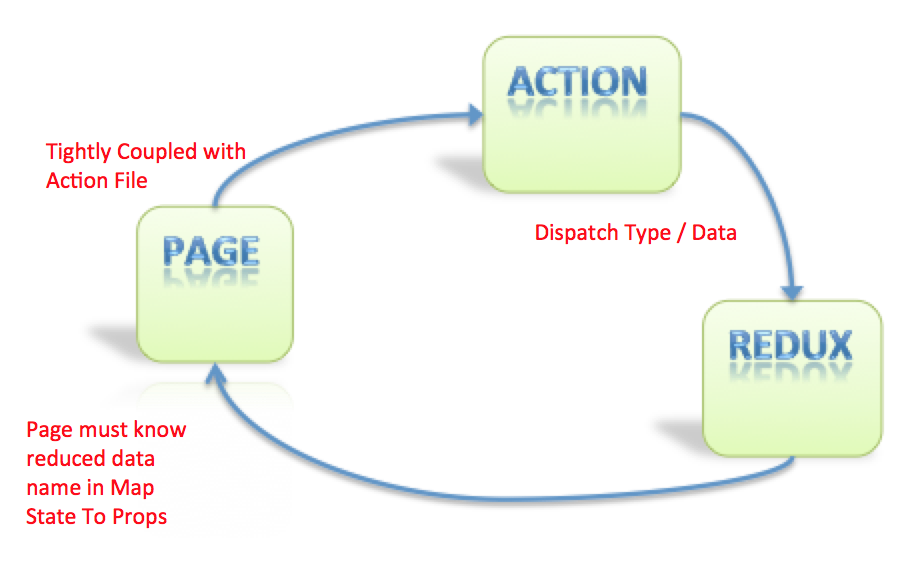 ACTION
Tightly Coupled with
Action File
PAGE
Dispatch Type / Data
REDUX
Page must know
reduced data
name in Map
State To Props